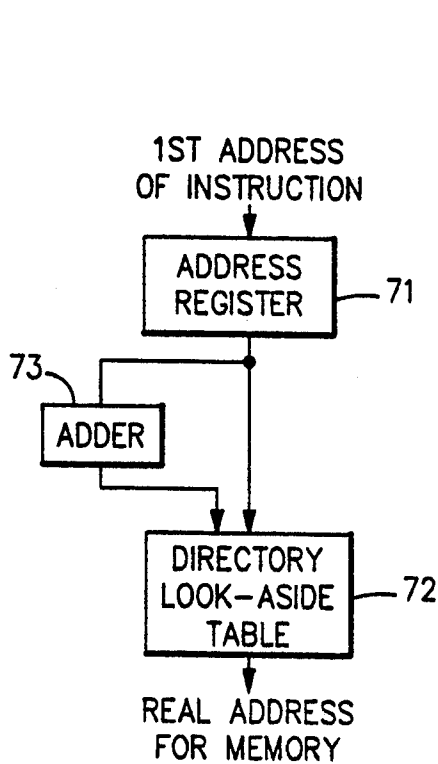 1ST ADDRESS
OF INSTRUCTION
ADDRESS
REGISTER
71
73
ADDER
DIRECTORY
LOOK-ASIDE
TABLE
72
REAL ADDRESS
FOR MEMORY